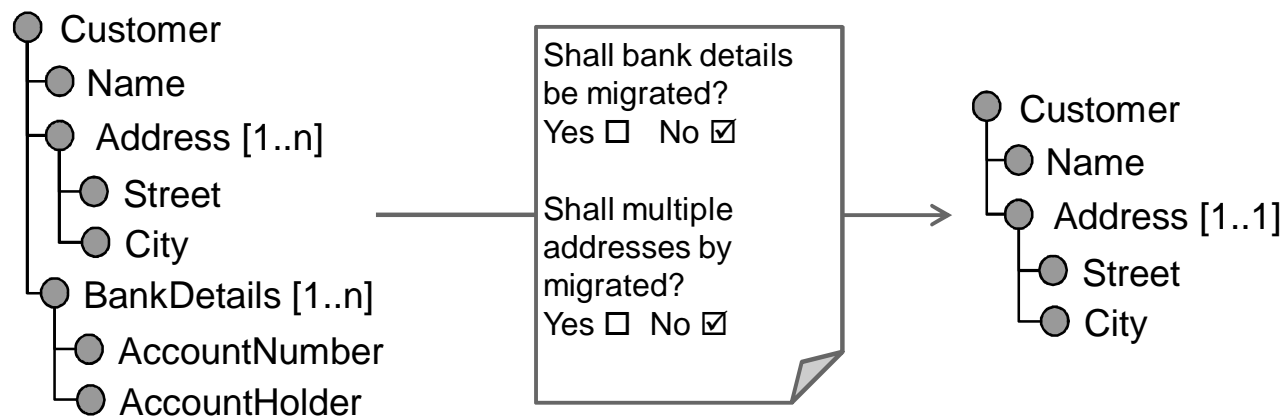 Customer
Name
Address [1..n]
Street
City
BankDetails [1..n]
AccountNumber
AccountHolder
Shall bank details
be migrated?
Yes ☐ No ☑
Shall multiple
addresses by
migrated?
Yes ☐ No ☑
Customer
Name
Address [1..1]
Street
City